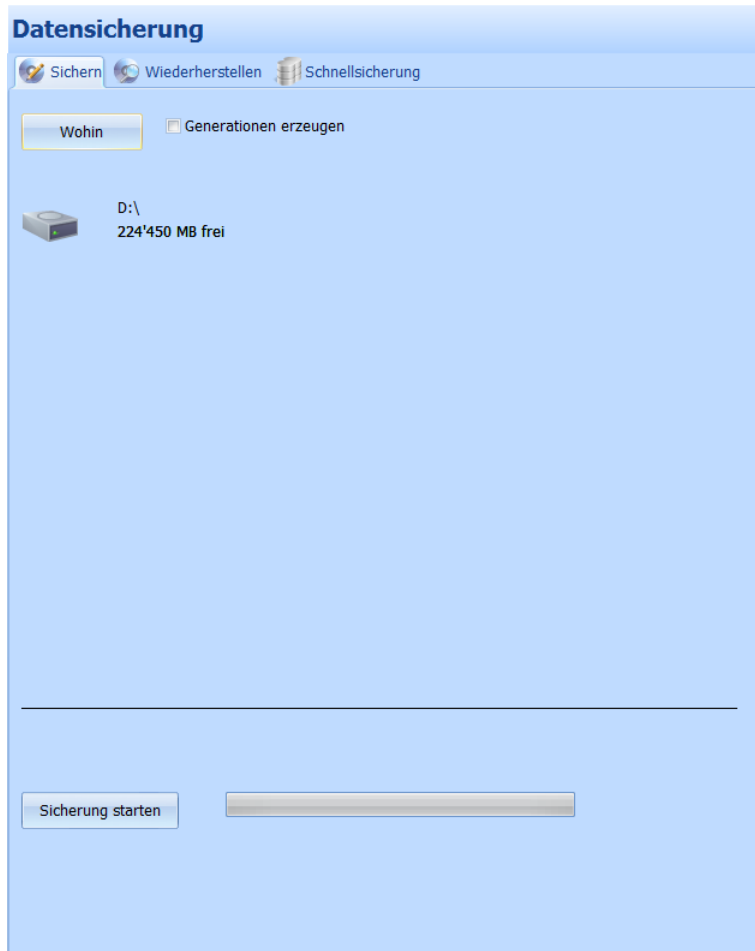 Datensicherung
Sichern Wiederherstellen Schnellsicherung
Wohin Generationen erzeugen
D:\
224'450 MB frei
Sicherung starten